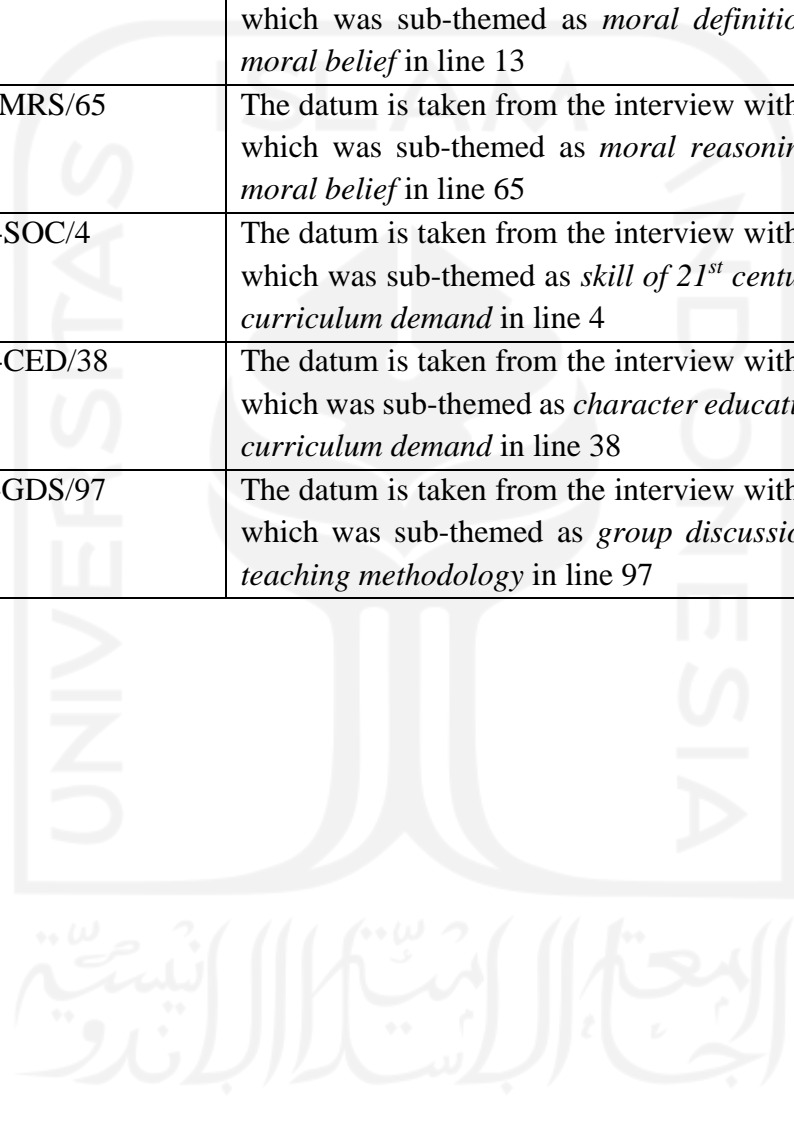 which was sub-themed as moral definitio
moral belief in line 13
MRS/65
The datum is taken from the interview with
which was sub-themed as moral reasonin
moral belief in line 65
-SOC/4
The datum is taken from the interview with
which was sub-themed as skill of 21st centu
curriculum demand in line 4
-CED/38
The datum is taken from the interview with
which was sub-themed as character educati
curriculum demand in line 38
GDS/97
The datum is taken from the interview with
which was sub-themed as group discussio
teaching methodology in line 97
ISLAM
UNIVERSITAS
INDONESIA